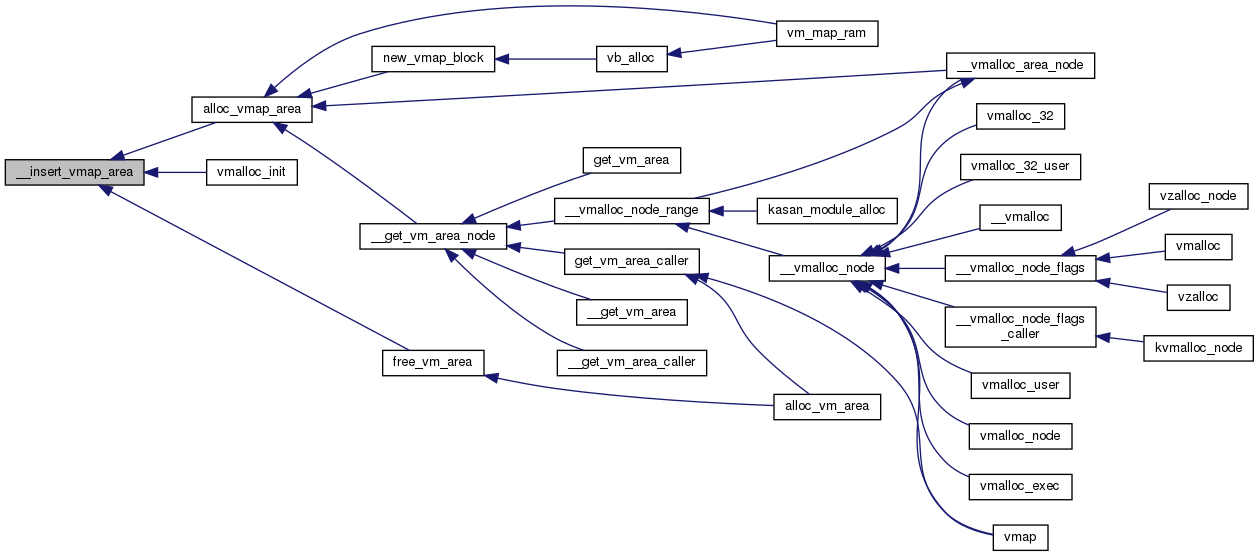 vm_map_ram
new_vmap_block
vb_alloc
__vmalloc_area_node
alloc_vmap_area
vmalloc_32
get_vm_area
vmalloc_32_user
__insert_vmap_area
vmalloc_init
vzalloc_node
__vmalloc_node_range
kasan_module_alloc
__vmalloc
__get_vm_area_node
vmalloc
get_vm_area_caller
__vmalloc_node
__vmalloc_node_flags
vzalloc
__get_vm_area
__vmalloc_node_flags
_caller
kvmalloc_node
free_vm_area
__get_vm_area_caller
vmalloc_user
alloc_vm_area
vmalloc_node
vmalloc_exec
vmap